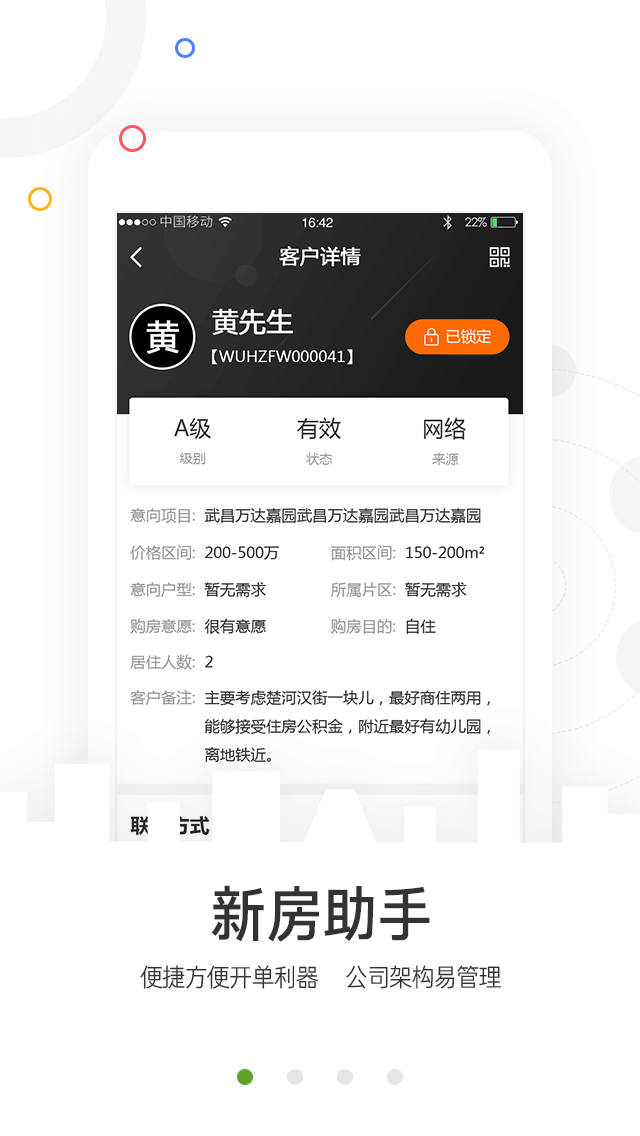 中国移动 16:42 22%
客户详情
黄 黄先生 已锁定
【WUHZFW000041】
A级 有效 网络
级别 状态 来源
意向项目: 武昌万达嘉园武昌万达嘉园武昌万达嘉园
价格区间: 200-500万 面积区间: 150-200m²
意向户型: 暂无需求 所属片区: 暂无需求
购房意愿: 很有意愿 购房目的: 自住
居住人数: 2
客户备注: 主要考虑楚河汉街一块儿，最好商住两用，
能够接受住房公积金，附近最好有幼儿园，
离地铁近。
联 方式
新房助手
便捷方便开单利器 公司架构易管理